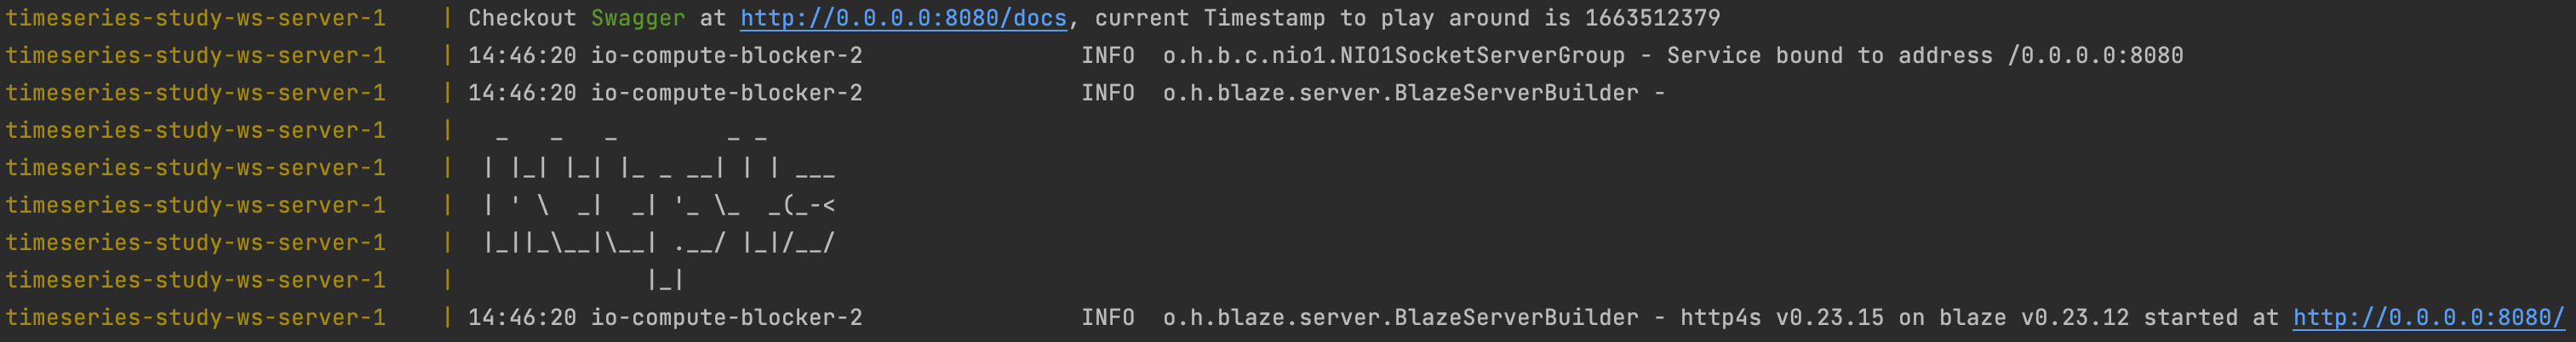 timeseries-study-ws-server-1    | Checkout Swagger at http://0.0.0.0:8080/docs, current Timestamp to play around is 1663512379
timeseries-study-ws-server-1    | 14:46:20 io-compute-blocker-2                INFO  o.h.b.c.nio1.NIO1SocketServerGroup - Service bound to address /0.0.0.0:8080
timeseries-study-ws-server-1    | 14:46:20 io-compute-blocker-2                INFO  o.h.blaze.server.BlazeServerBuilder -
timeseries-study-ws-server-1    |   _   _   _        _ _
timeseries-study-ws-server-1    |  | |_| |_| |_ _ __| | | ___
timeseries-study-ws-server-1    |  | ' \  _|  _| '_ \_  _(_-<
timeseries-study-ws-server-1    |  |_||_\__|\__| .__/ |_|/__/
timeseries-study-ws-server-1    |              |_|
timeseries-study-ws-server-1    | 14:46:20 io-compute-blocker-2                INFO  o.h.blaze.server.BlazeServerBuilder - http4s v0.23.15 on blaze v0.23.12 started at http://0.0.0.0:8080/